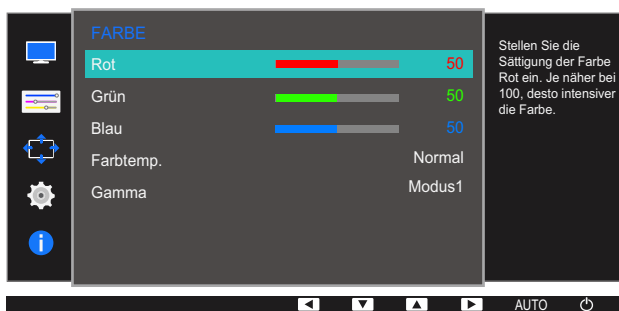 FARBE
Rot 50
Grün 50
Blau 50
Farbtemp. Normal
Gamma Modus1
Stellen Sie die
Sättigung der Farbe
Rot ein. Je näher bei
100, desto intensiver
die Farbe.
AUTO